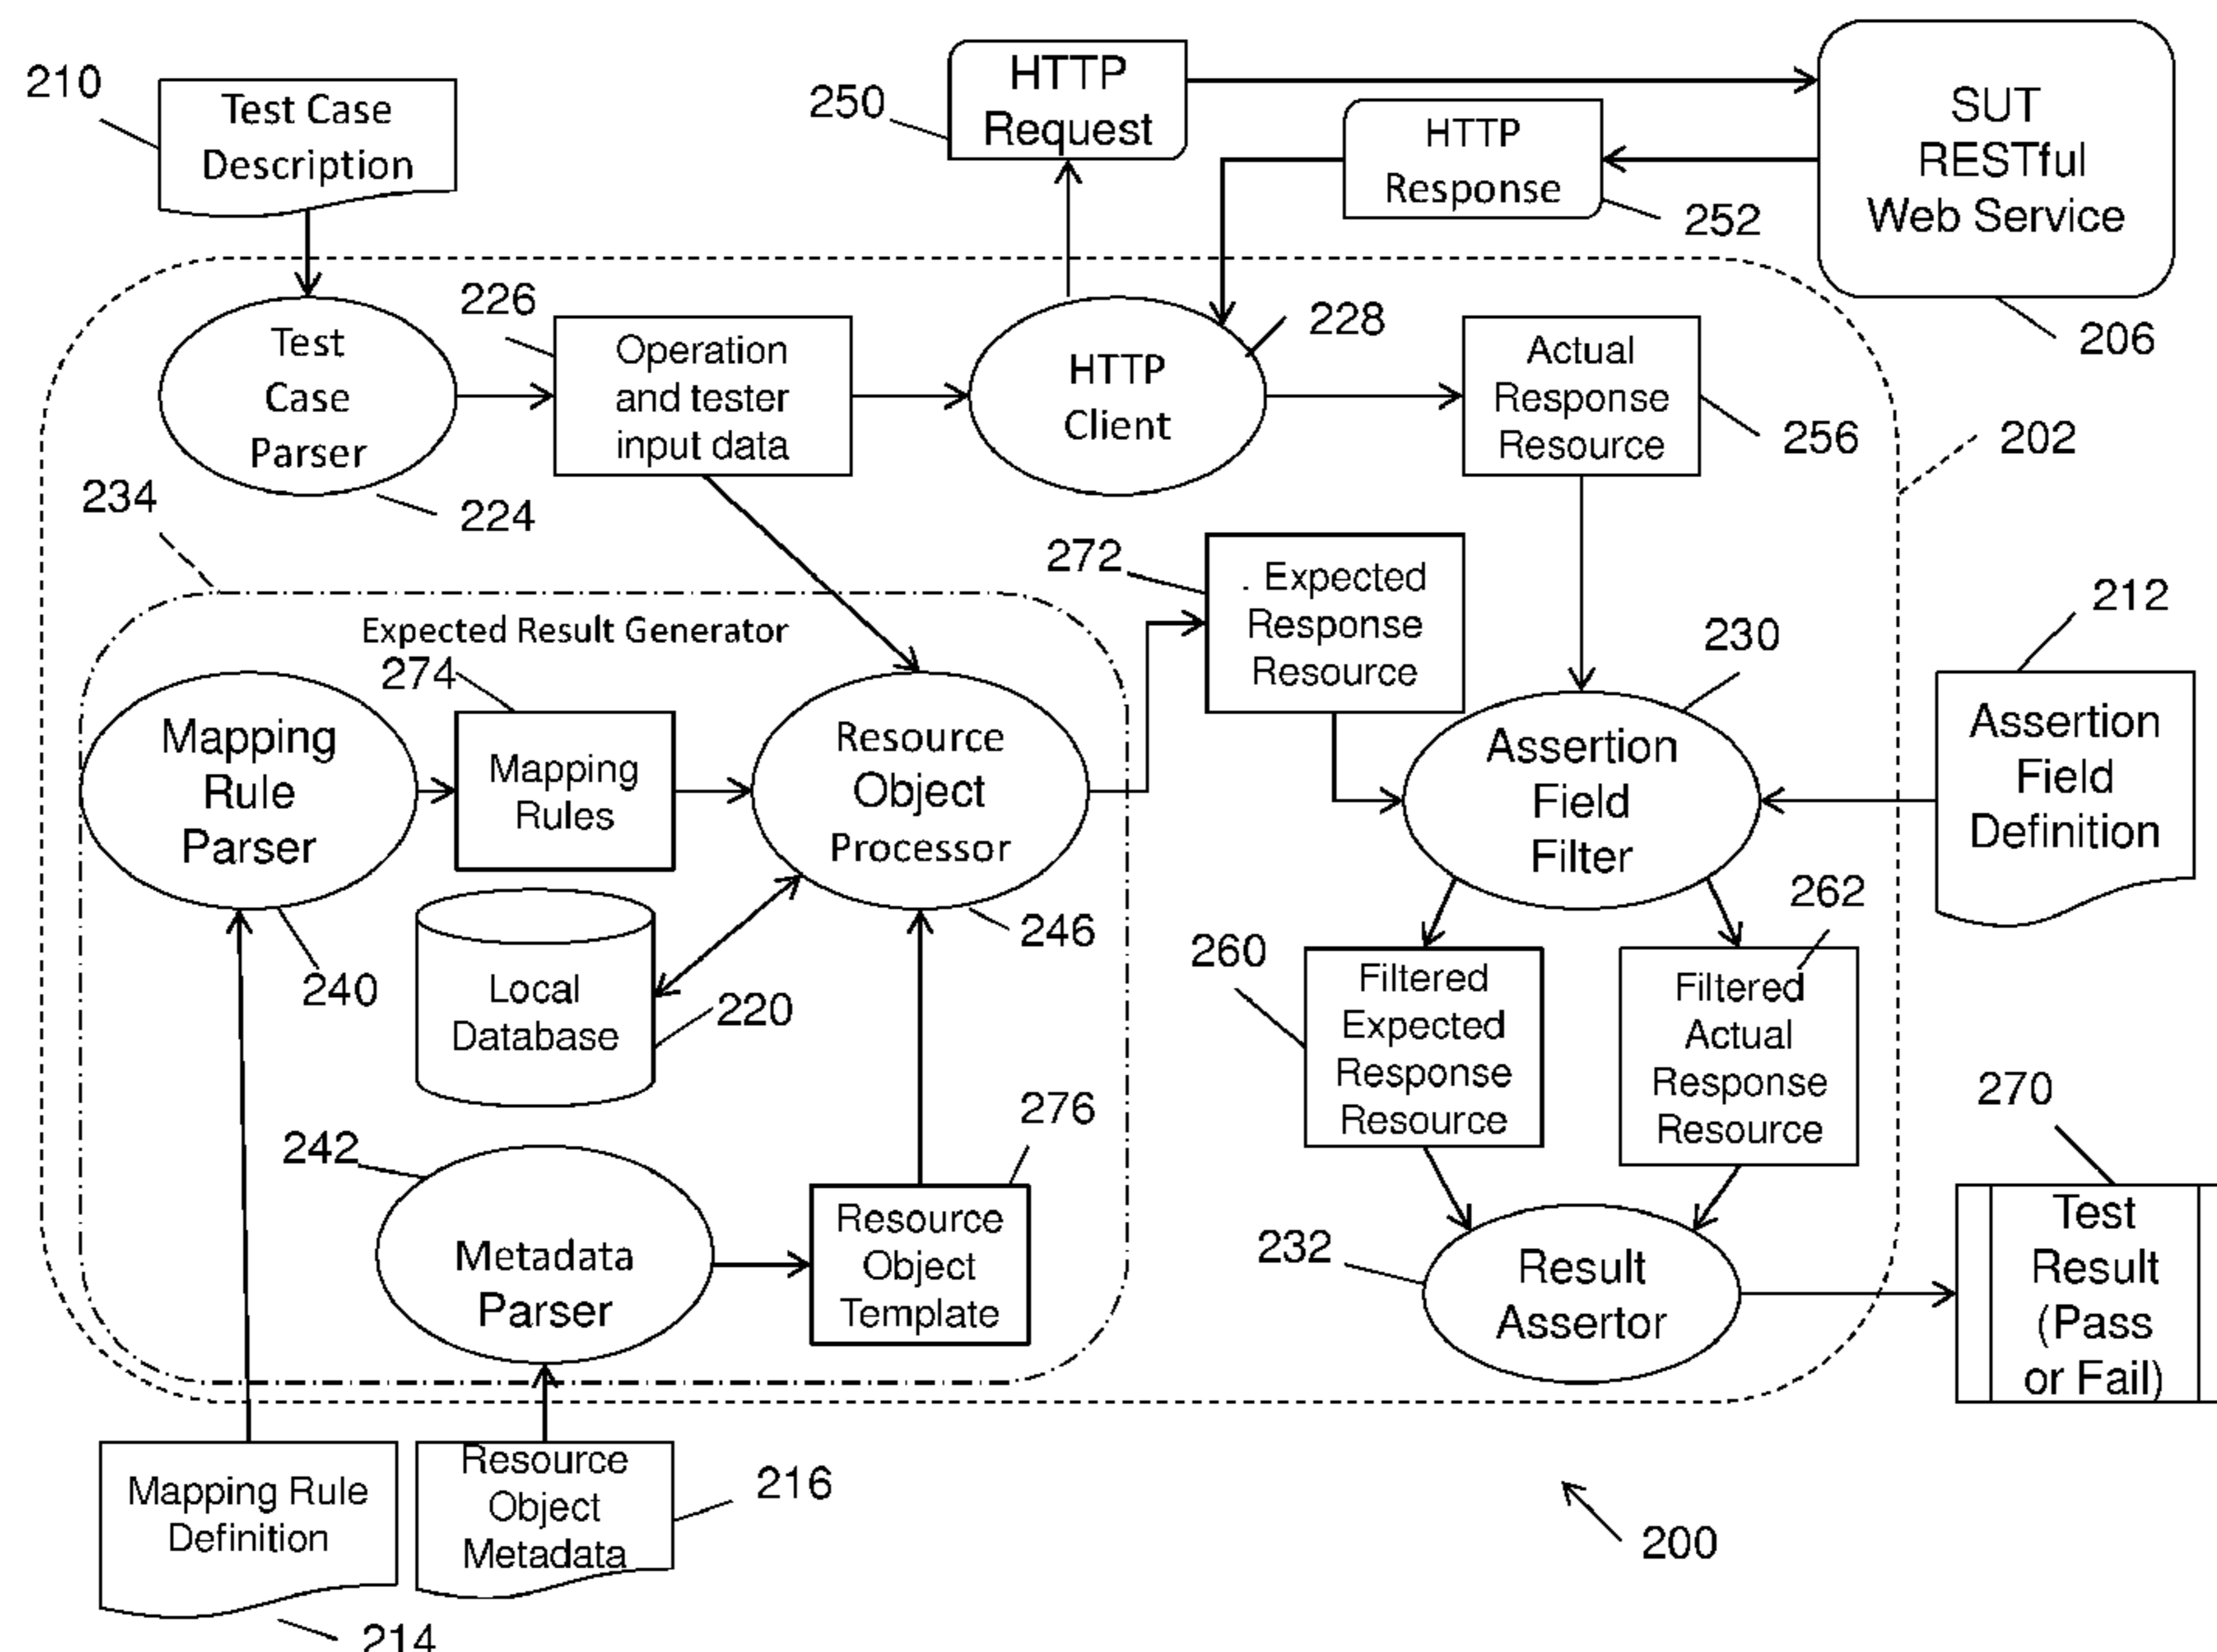 210
Test Case
Description
250
HTTP
Request
HTTP
Response
252
SUT
RESTful
Web Service
206
226
Test
Case
Parser
224
Operation
and tester
input data
HTTP
Client
228
Actual
Response
Resource
256
202
234
Expected Result Generator
274
Mapping
Rule
Parser
240
Mapping
Rules
Resource
Object
Processor
246
Local
Database
220
242
Metadata
Parser
276
Resource
Object
Template
272
. Expected
Response
Resource
230
Assertion
Field
Filter
212
Assertion
Field
Definition
260
Filtered
Expected
Response
Resource
262
Filtered
Actual
Response
Resource
232
Result
Assertor
270
Test
Result
(Pass
or Fail)
Mapping Rule
Definition
214
Resource
Object
Metadata
216
200